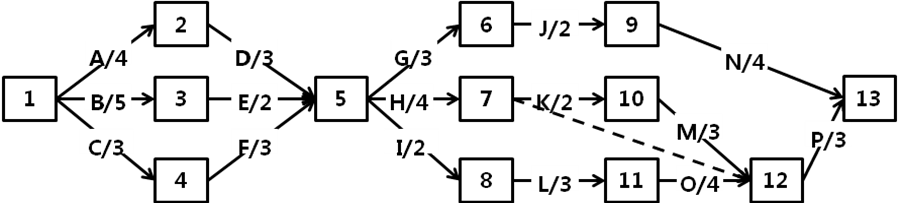 2 6 J/2 9
A/4 D/3 G/3 N/4
1 B/5 3 E/2 5 H/4 7 K/2 10 13
C/3 F/3 I/2 M/3 P/3
4 8 L/3 11 O/4 12